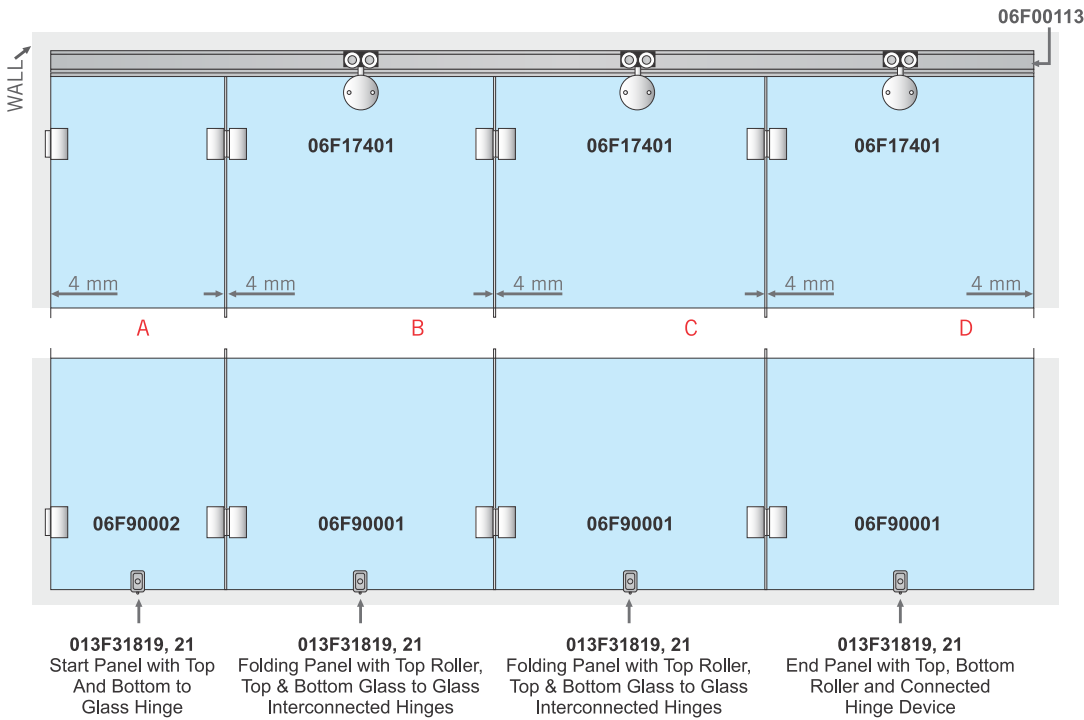 06F00113
WALL
06F17401
06F17401
06F17401
4 mm
4 mm
4 mm
4 mm
4 mm
A
B
C
D
06F90002
06F90001
06F90001
06F90001
013F31819, 21
Start Panel with Top
And Bottom to
Glass Hinge
013F31819, 21
Folding Panel with Top Roller,
Top & Bottom Glass to Glass
Interconnected Hinges
013F31819, 21
Folding Panel with Top Roller,
Top & Bottom Glass to Glass
Interconnected Hinges
013F31819, 21
End Panel with Top, Bottom
Roller and Connected
Hinge Device